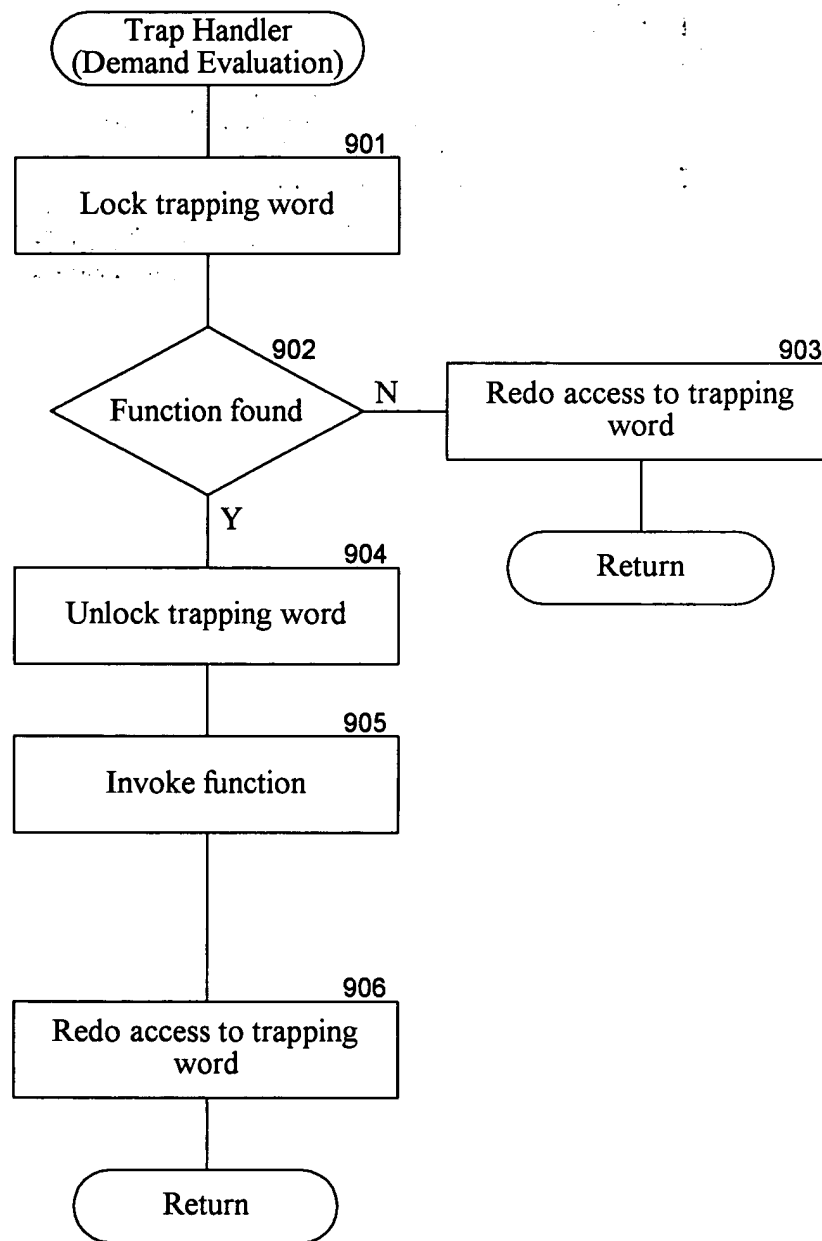 Trap Handler
(Demand Evaluation)
901
Lock trapping word
902
Function found
N
903
Redo access to trapping
word
Return
Y
904
Unlock trapping word
905
Invoke function
906
Redo access to trapping
word
Return